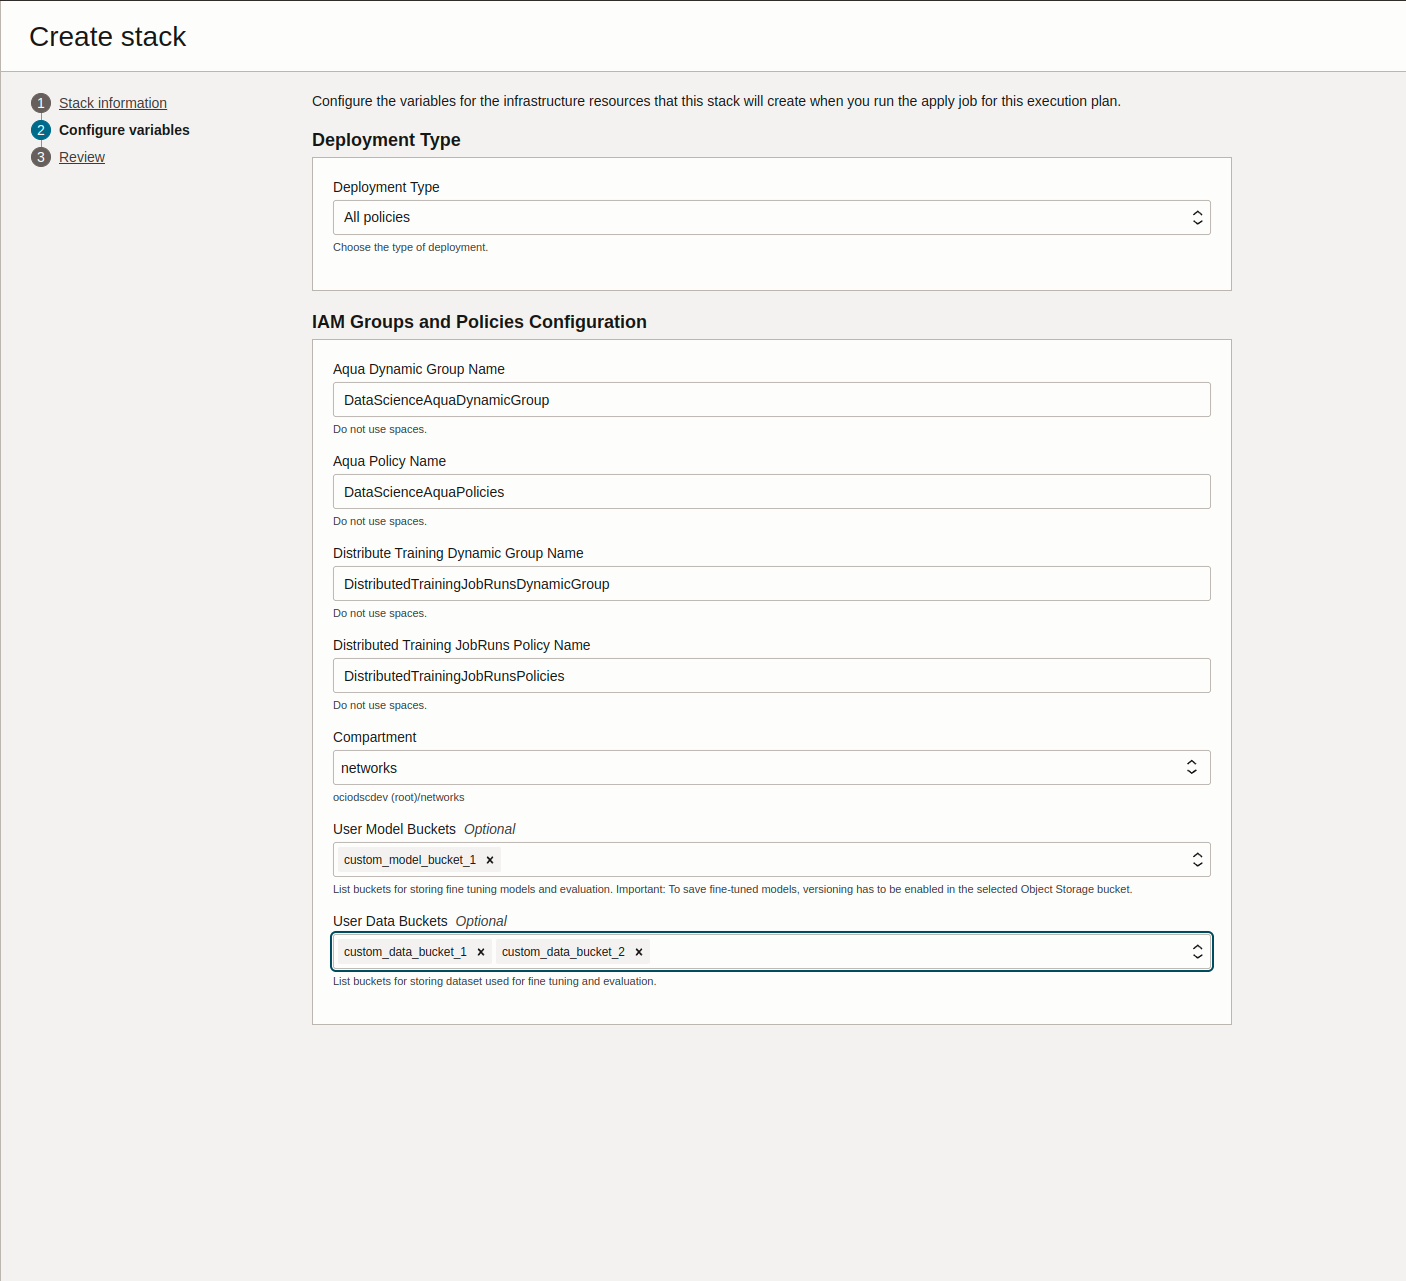 Create stack
1 Stack information
2 Configure variables
3 Review
Configure the variables for the infrastructure resources that this stack will create when you run the apply job for this execution plan.
Deployment Type
Deployment Type
All policies
Choose the type of deployment.
IAM Groups and Policies Configuration
Aqua Dynamic Group Name
DataScienceAquaDynamicGroup
Do not use spaces.
Aqua Policy Name
DataScienceAquaPolicies
Do not use spaces.
Distribute Training Dynamic Group Name
DistributedTrainingJobRunsDynamicGroup
Do not use spaces.
Distributed Training JobRuns Policy Name
DistributedTrainingJobRunsPolicies
Do not use spaces.
Compartment
networks
ociodscdev (root)/networks
User Model Buckets Optional
custom_model_bucket_1 ×
List buckets for storing fine tuning models and evaluation. Important: To save fine-tuned models, versioning has to be enabled in the selected Object Storage bucket.
User Data Buckets Optional
custom_data_bucket_1 × custom_data_bucket_2 ×
List buckets for storing dataset used for fine tuning and evaluation.